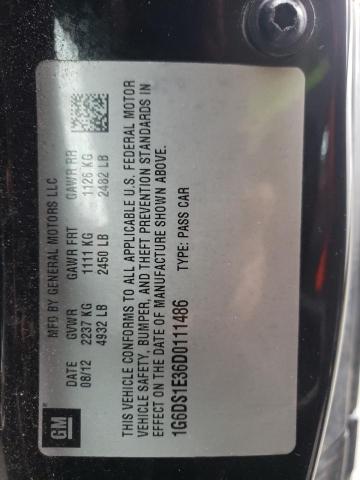 GM
MFD BY GENERAL MOTORS LLC
DATE GVWR GAWR FRT GAWR RR
08/12 2237 KG 1111 KG 1126 KG
4932 LB 2450 LB 2482 LB
THIS VEHICLE CONFORMS TO ALL APPLICABLE U.S. FEDERAL MOTOR
VEHICLE SAFETY, BUMPER, AND THEFT PREVENTION STANDARDS IN
EFFECT ON THE DATE OF MANUFACTURE SHOWN ABOVE.
1G6DS1E36D0111486 TYPE: PASS CAR